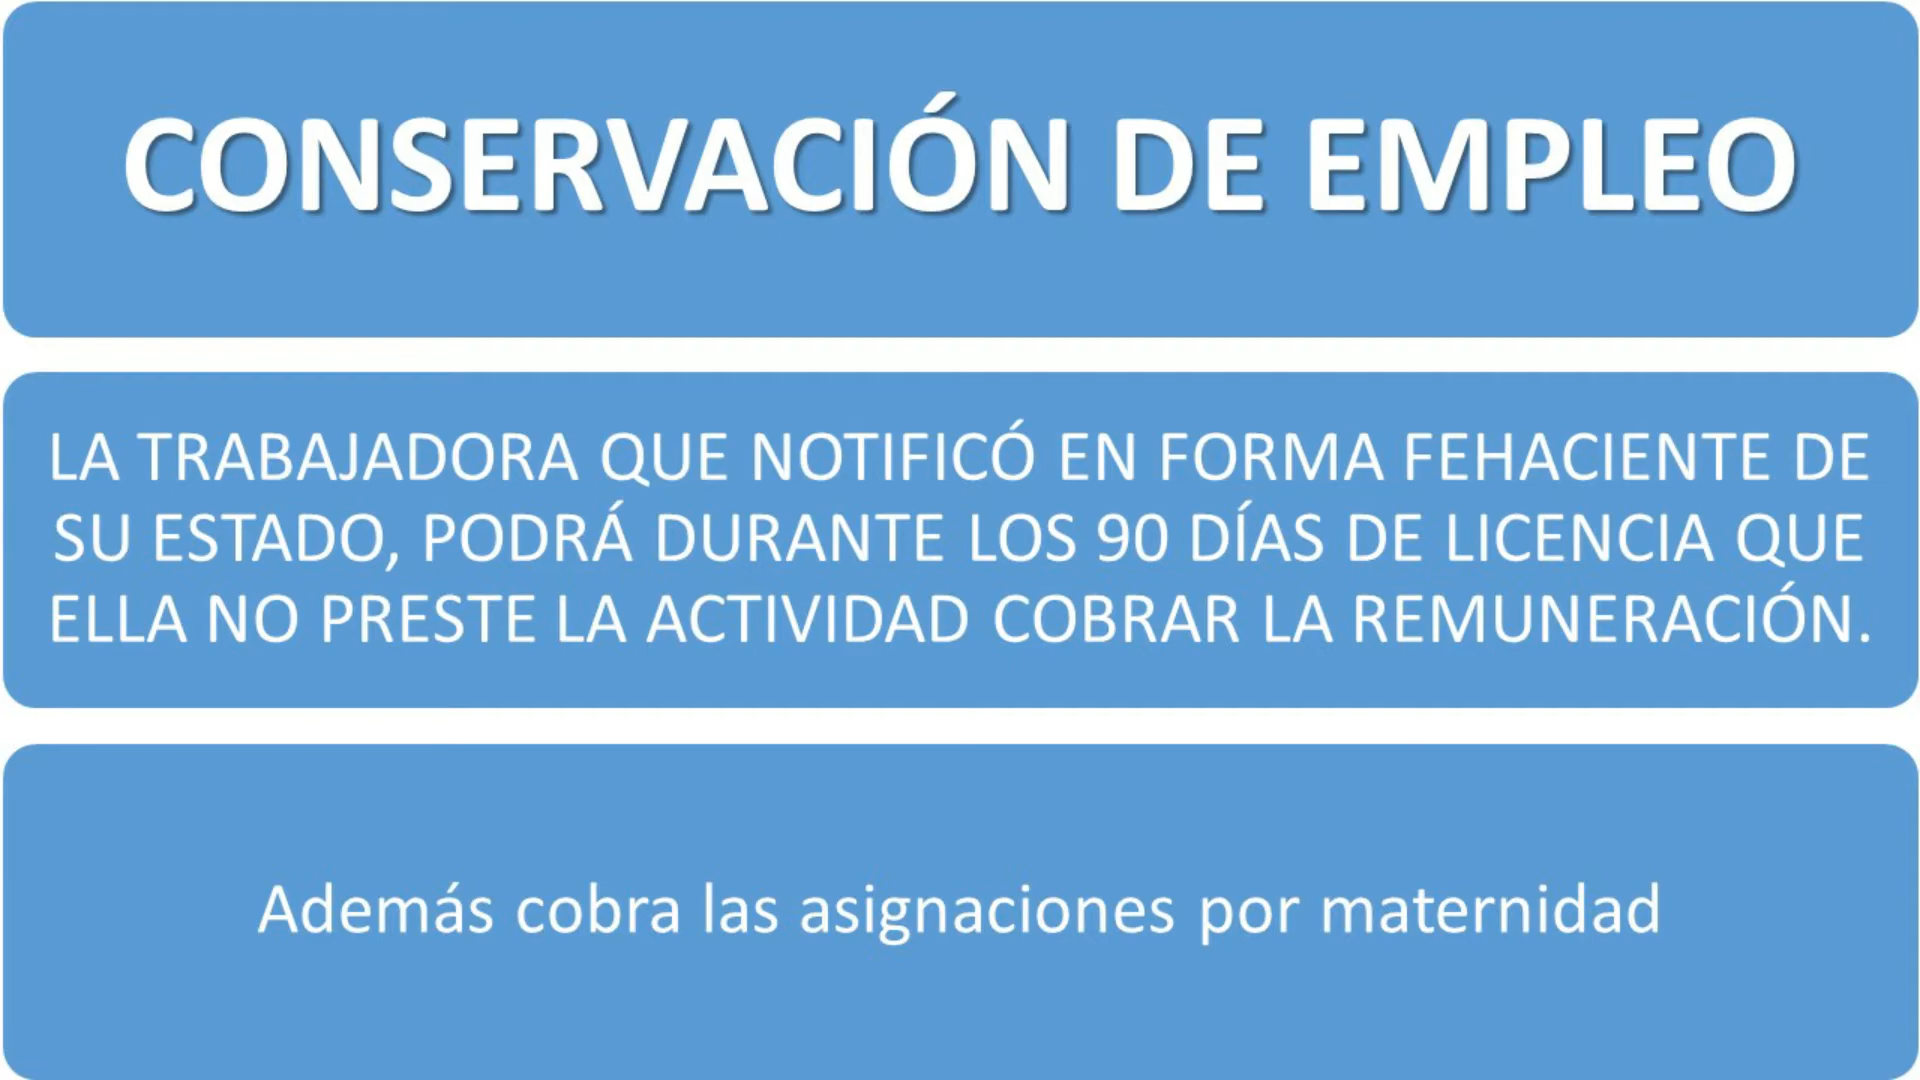 CONSERVACIÓN DE EMPLEO
LA TRABAJADORA QUE NOTIFICÓ EN FORMA FEHACIENTE DE
SU ESTADO, PODRÁ DURANTE LOS 90 DÍAS DE LICENCIA QUE
ELLA NO PRESTE LA ACTIVIDAD COBRAR LA REMUNERACIÓN.
Además cobra las asignaciones por maternidad